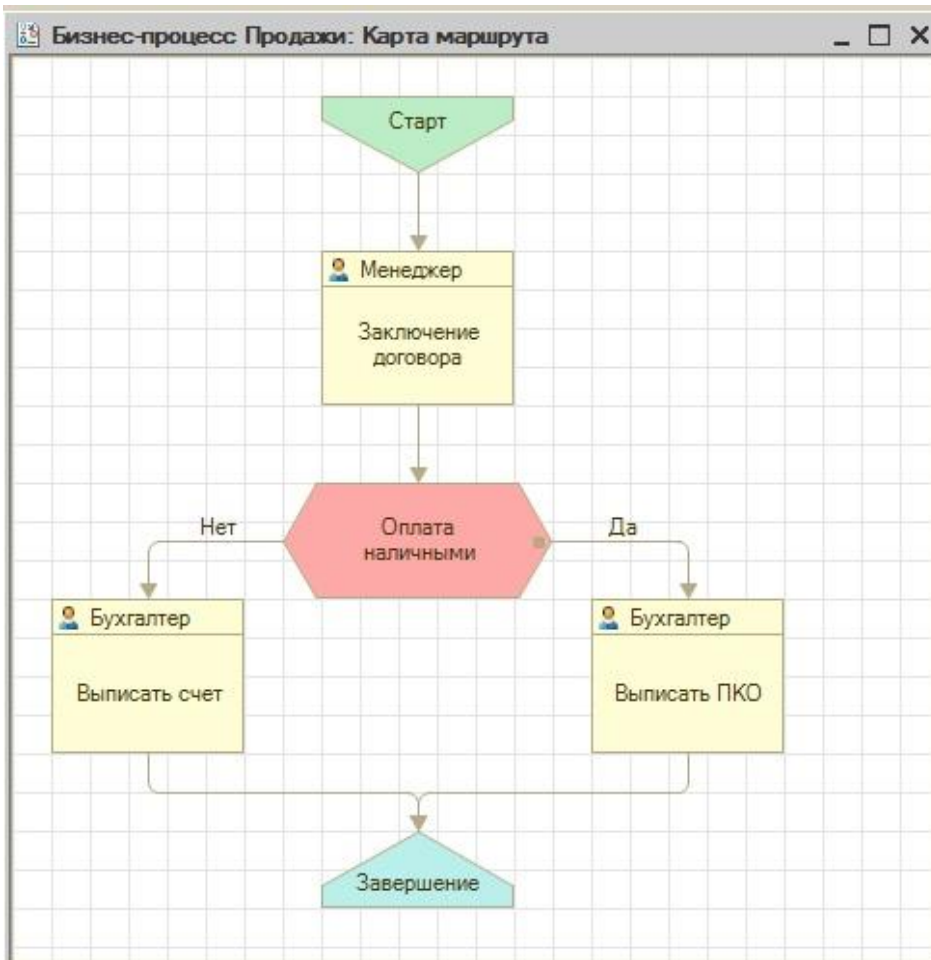 Бизнес-процесс Продажи: Карта маршрута
Старт
Менеджер
Заключение
договора
Нет
Оплата
наличными
Да
Бухгалтер
Выписать счет
Бухгалтер
Выписать ПКО
Завершение